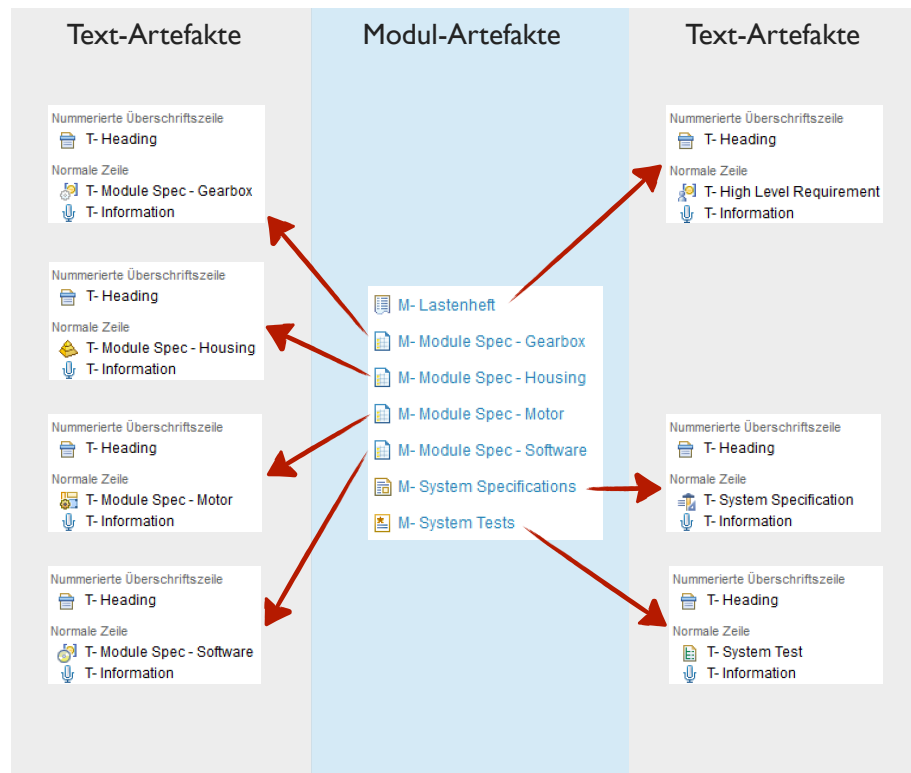 Text-Artefakte
Nummerierte Überschriftszeile
T- Heading
Normale Zeile
T- Module Spec - Gearbox
T- Information
Nummerierte Überschriftszeile
T- Heading
Normale Zeile
T- Module Spec - Housing
T- Information
Nummerierte Überschriftszeile
T- Heading
Normale Zeile
T- Module Spec - Motor
T- Information
Nummerierte Überschriftszeile
T- Heading
Normale Zeile
T- Module Spec - Software
T- Information
Modul-Artefakte
M- Lastenheft
M- Module Spec - Gearbox
M- Module Spec - Housing
M- Module Spec - Motor
M- Module Spec - Software
M- System Specifications
M- System Tests
Text-Artefakte
Nummerierte Überschriftszeile
T- Heading
Normale Zeile
T- High Level Requirement
T- Information
Nummerierte Überschriftszeile
T- Heading
Normale Zeile
T- System Specification
T- Information
Nummerierte Überschriftszeile
T- Heading
Normale Zeile
T- System Test
T- Information